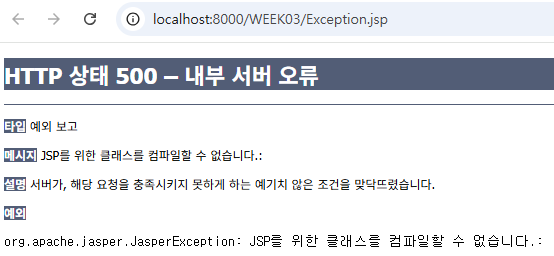 localhost:8000/WEEK03/Exception.jsp
HTTP 상태 500 – 내부 서버 오류
타입 예외 보고
메시지 JSP를 위한 클래스를 컴파일할 수 없습니다.:
설명 서버가, 해당 요청을 충족시키지 못하게 하는 예기치 않은 조건을 맞닥뜨렸습니다.
예외
org.apache.jasper.JasperException: JSP를 위한 클래스를 컴파일할 수 없습니다.: